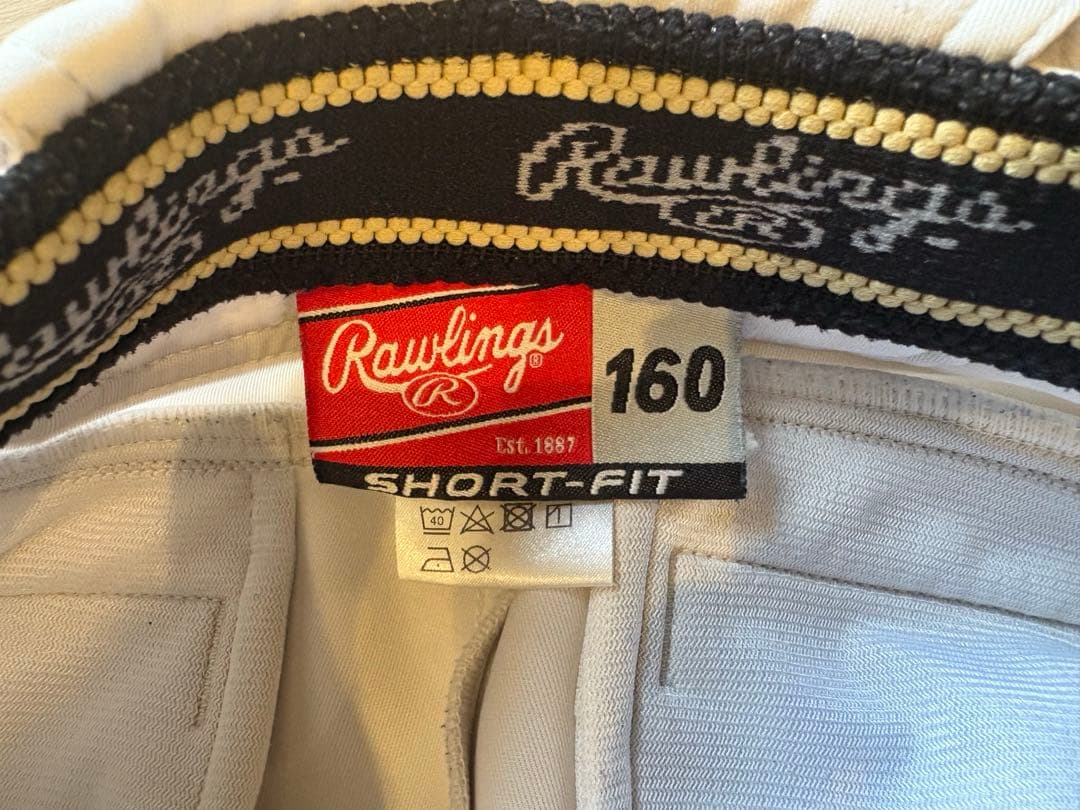 Rawlings
R
Rawlings
R
Rawlings®
R
Est. 1887
160
SHORT-FIT
40